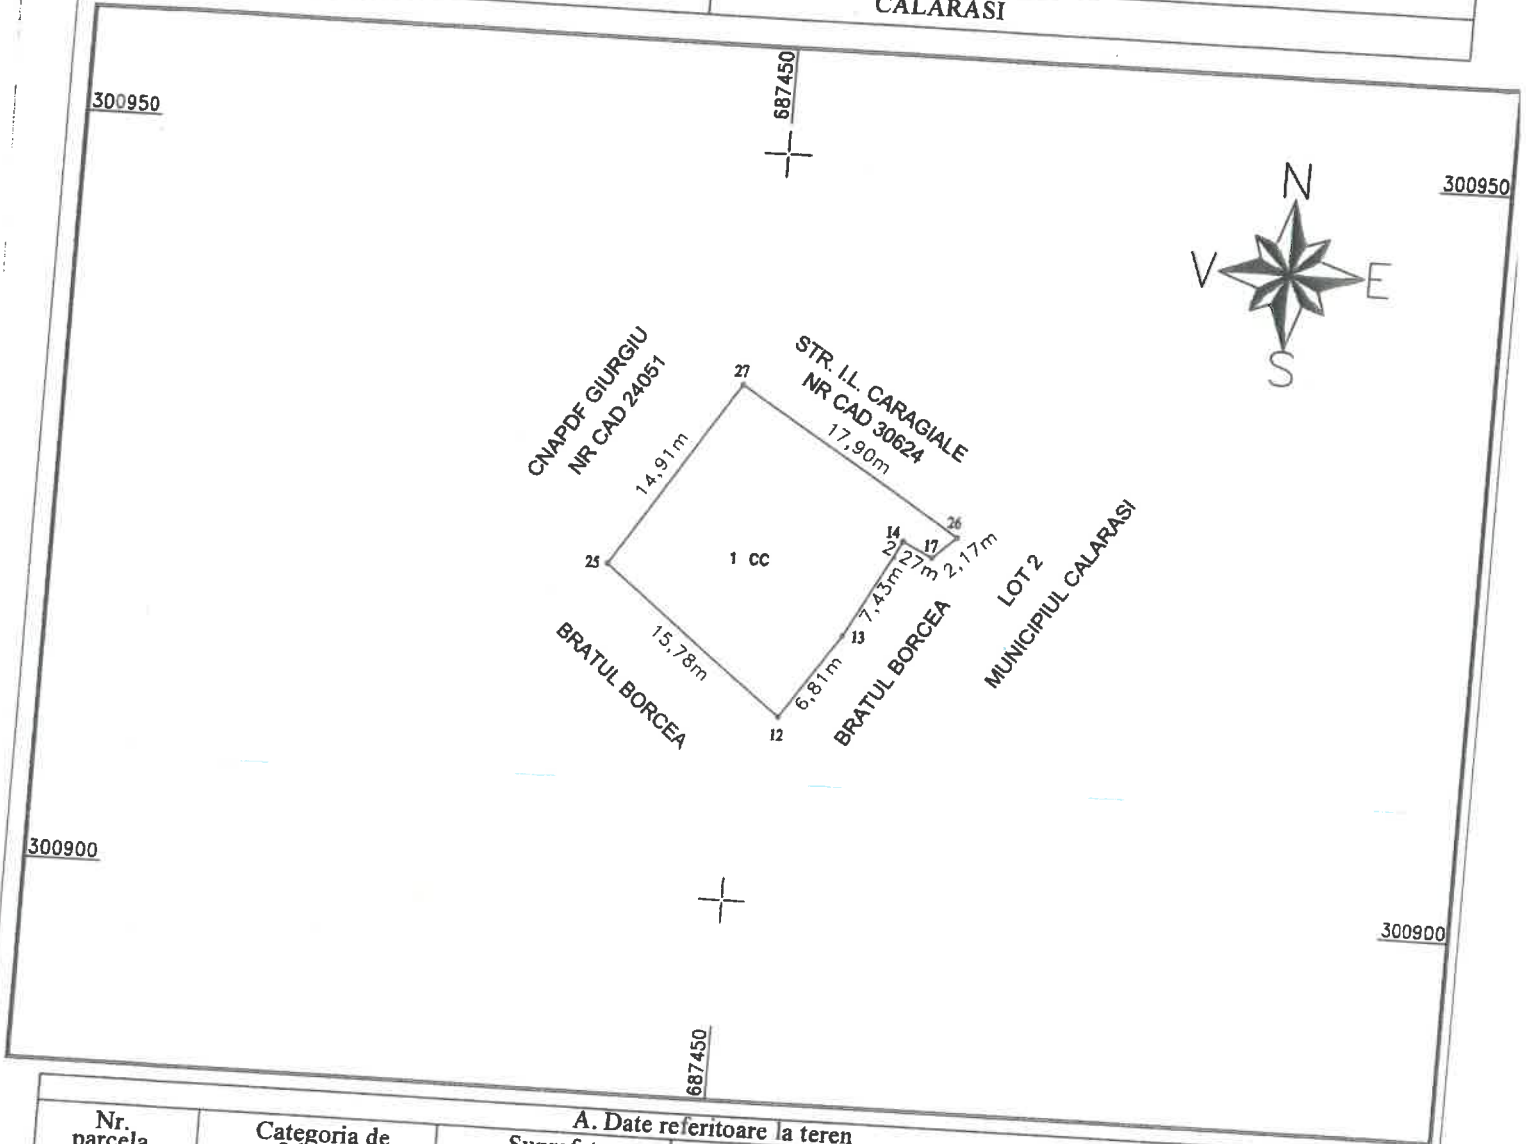 CALARASI
687450
300950
300950
N
V
E
S
CNAPDF GIURGIU
NR CAD 24051
STR. I.L. CARAGIALE
NR CAD 30624
27
14,91m
17,90m
26
14
17
2,27m
2,17m
25
1 CC
7,43m
LOT 2
MUNICIPIUL CALARASI
13
BRATUL BORCEA
15,78m
6,81m
BRATUL BORCEA
12
300900
300900
687450
A. Date referitoare la teren
Nr.
parcela
Categoria de